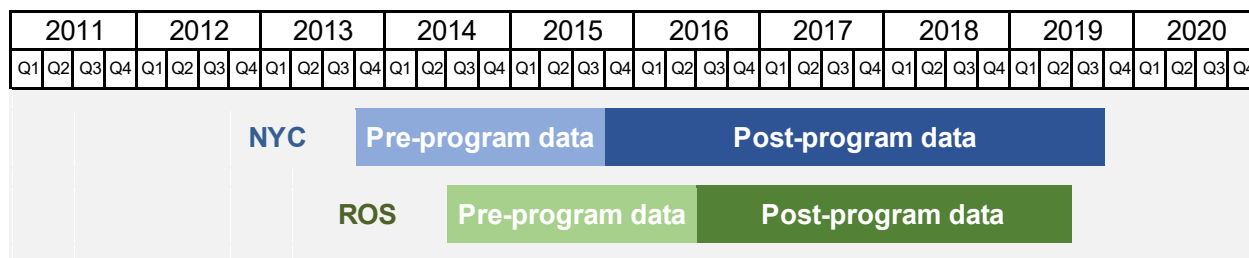 2011 2012 2013 2014 2015 2016 2017 2018 2019 2020
Q1 Q2 Q3 Q4 Q1 Q2 Q3 Q4 Q1 Q2 Q3 Q4 Q1 Q2 Q3 Q4 Q1 Q2 Q3 Q4 Q1 Q2 Q3 Q4 Q1 Q2 Q3 Q4 Q1 Q2 Q3 Q4 Q1 Q2 Q3 Q4 Q1 Q2 Q3 Q4
NYC Pre-program data Post-program data
ROS Pre-program data Post-program data